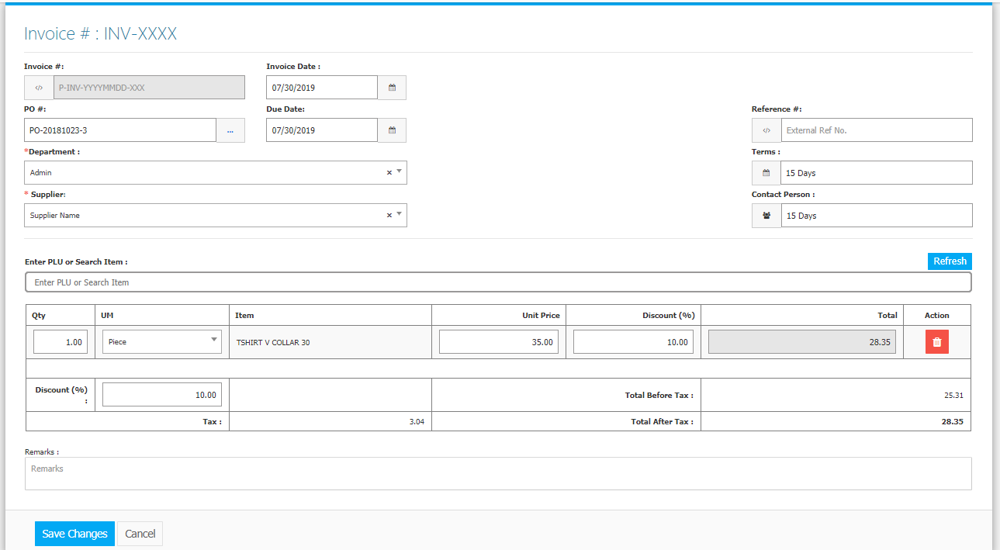 Invoice # : INV-XXXX
Invoice #: Invoice Date :
</> P-INV-YYYYMMDD-XXX 07/30/2019
PO #: Due Date: Reference #:
PO-20181023-3 ... 07/30/2019 </> External Ref No.
*Department : Terms :
Admin × 15 Days
* Supplier: Contact Person :
Supplier Name × 15 Days
Enter PLU or Search Item : Refresh
Enter PLU or Search Item
Qty UM Item Unit Price Discount (%) Total Action
1.00 Piece TSHIRT V COLLAR 30 35.00 10.00 28.35
Discount (%) : 10.00 Total Before Tax : 25.31
Tax : 3.04 Total After Tax : 28.35
Remarks :
Remarks
Save Changes Cancel